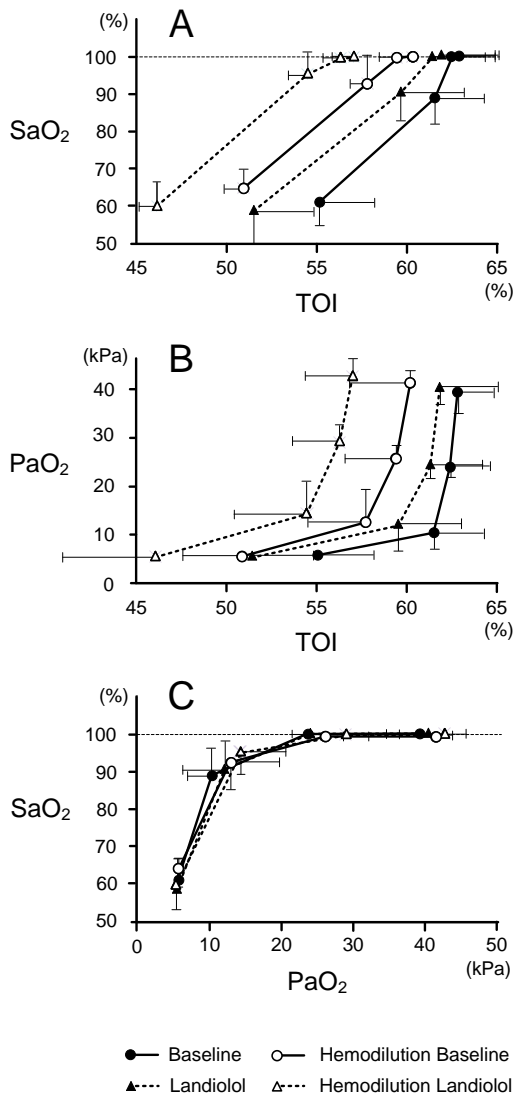 (%)
A
100
90
80
70
60
50
SaO₂
45
50
55
60
65
TOI
(%)
(kPa)
B
40
30
20
10
0
PaO₂
45
50
55
60
65
TOI
(%)
(%)
C
100
90
80
70
60
50
SaO₂
0
10
20
30
40
50
PaO₂
(kPa)
Baseline
Hemodilution Baseline
Landiolol
Hemodilution Landiolol